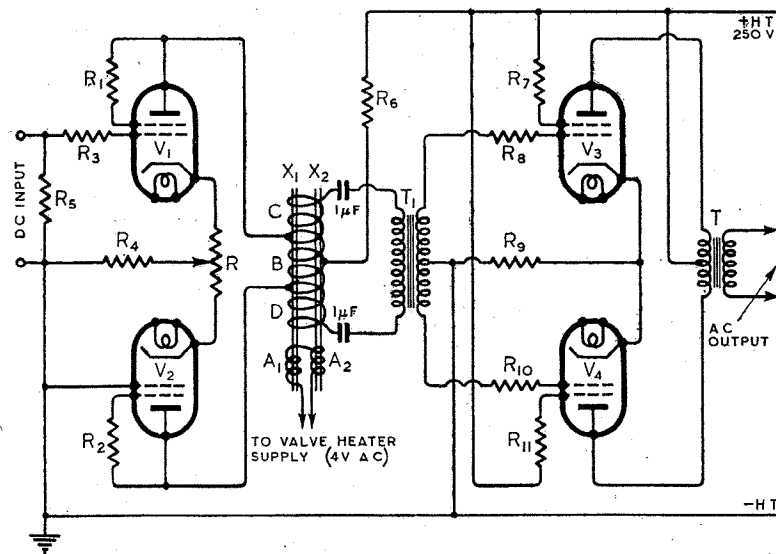 +HT
250 V
R1
R7
R6
V1
V3
R3
R8
X1 X2
T1
C
1μF
DC INPUT
R5
R4
R
B
R9
T
D
1μF
AC
OUTPUT
V2
A1
A2
R10
V4
R2
R11
TO VALVE HEATER
SUPPLY (4V AC)
-HT